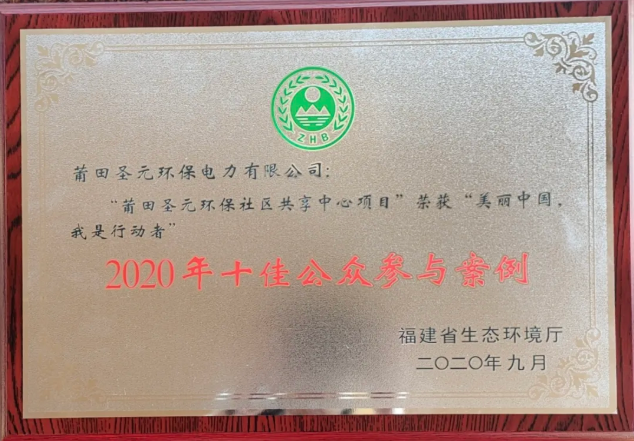 ZHB
莆田圣元环保电力有限公司：
“莆田圣元环保社区共享中心项目”荣获“美丽中国，
我是行动者”
2020年十佳公众参与案例
福建省生态环境厅
二〇二〇年九月